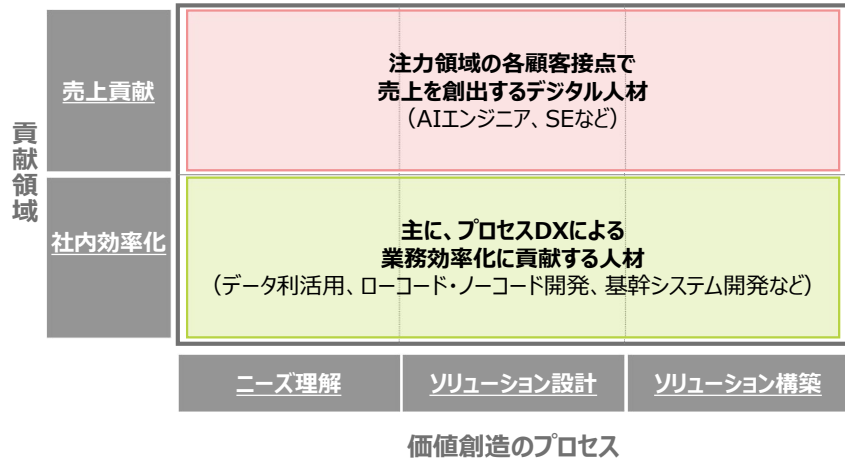 貢献領域
売上貢献
注力領域の各顧客接点で
売上を創出するデジタル人材
（AIエンジニア、SEなど）
社内効率化
主に、プロセスDXによる
業務効率化に貢献する人材
（データ利活用、ローコード・ノーコード開発、基幹システム開発など）
ニーズ理解
ソリューション設計
ソリューション構築
価値創造のプロセス